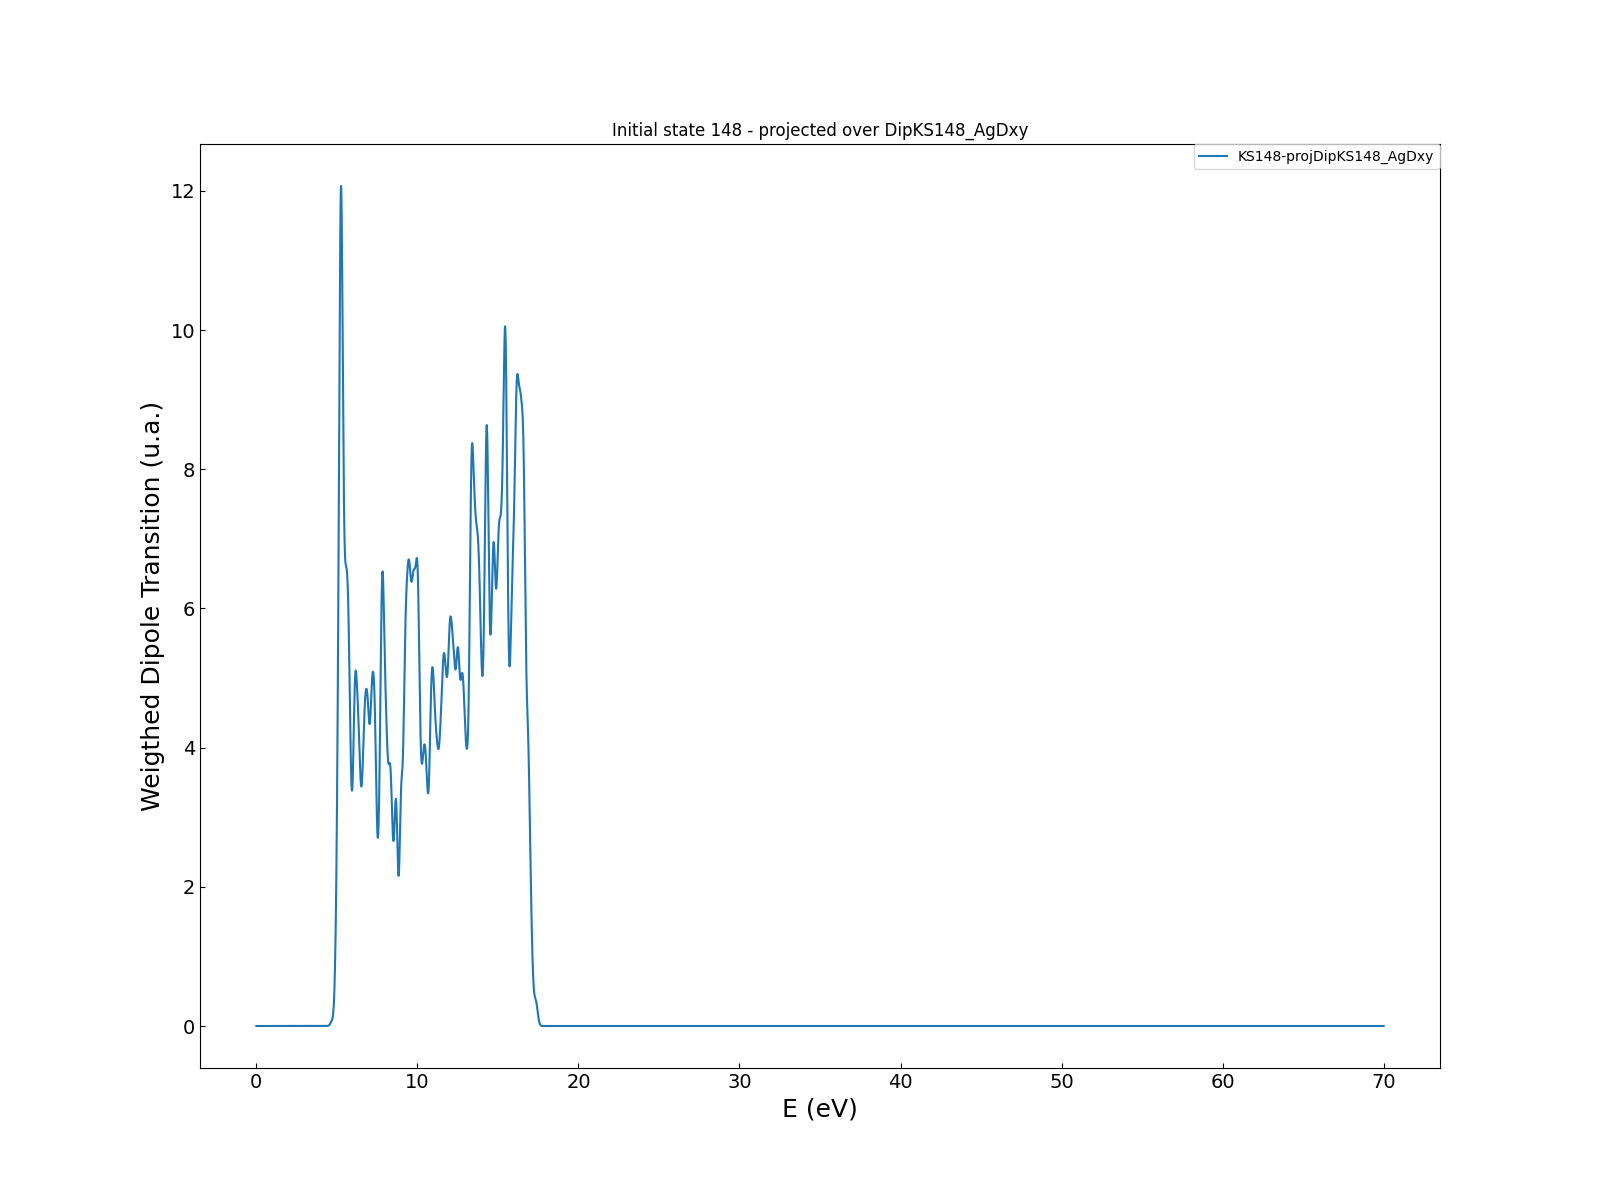 Initial state 148 - projected over DipKS148_AgDxy
KS148-projDipKS148_AgDxy
12
10
8
6
4
2
0
Weigthed Dipole Transition (u.a.)
0 10 20 30 40 50 60 70
E (eV)